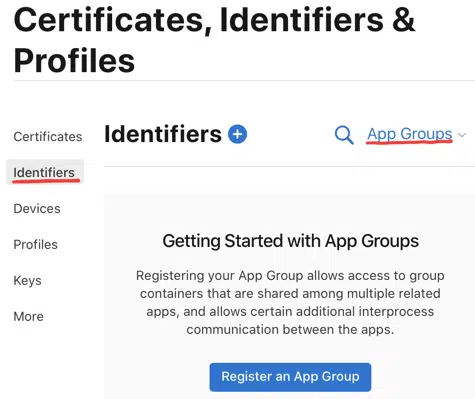 Certificates, Identifiers &
Profiles
Certificates
Identifiers
Devices
Profiles
Keys
More
Identifiers
App Groups
Getting Started with App Groups
Registering your App Group allows access to group
containers that are shared among multiple related
apps, and allows certain additional interprocess
communication between the apps.
Register an App Group